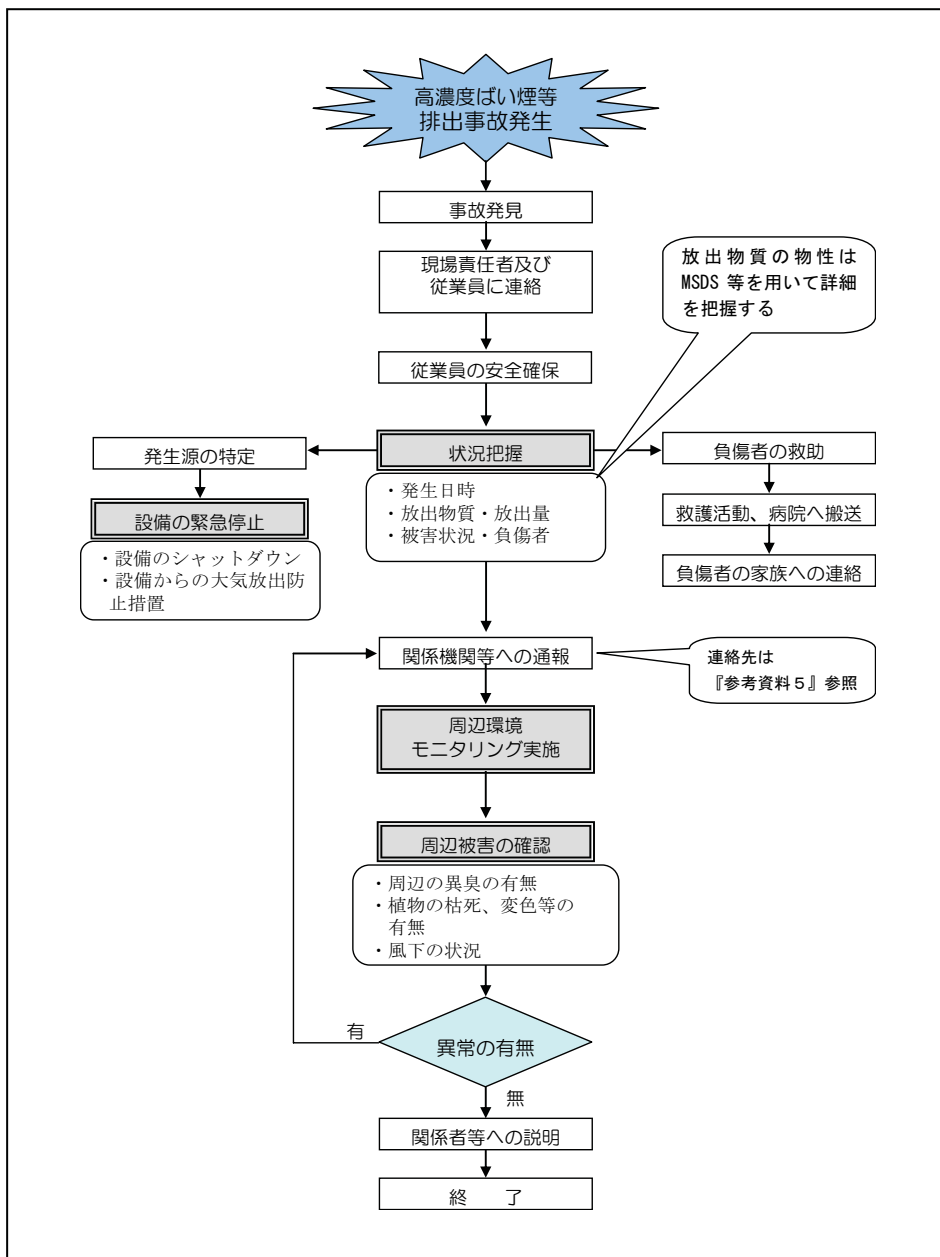 高濃度ばい煙等
排出事故発生
事故発見
現場責任者及び
従業員に連絡
放出物質の物性は
MSDS 等を用いて詳細
を把握する
従業員の安全確保
発生源の特定
状況把握
負傷者の救助
・発生日時
・放出物質・放出量
・被害状況・負傷者
設備の緊急停止
・設備のシャットダウン
・設備からの大気放出防
止措置
救護活動、病院へ搬送
負傷者の家族への連絡
関係機関等への通報
連絡先は
『参考資料５』参照
周辺環境
モニタリング実施
周辺被害の確認
・周辺の異臭の有無
・植物の枯死、変色等の
有無
・風下の状況
有
異常の有無
無
関係者等への説明
終　了